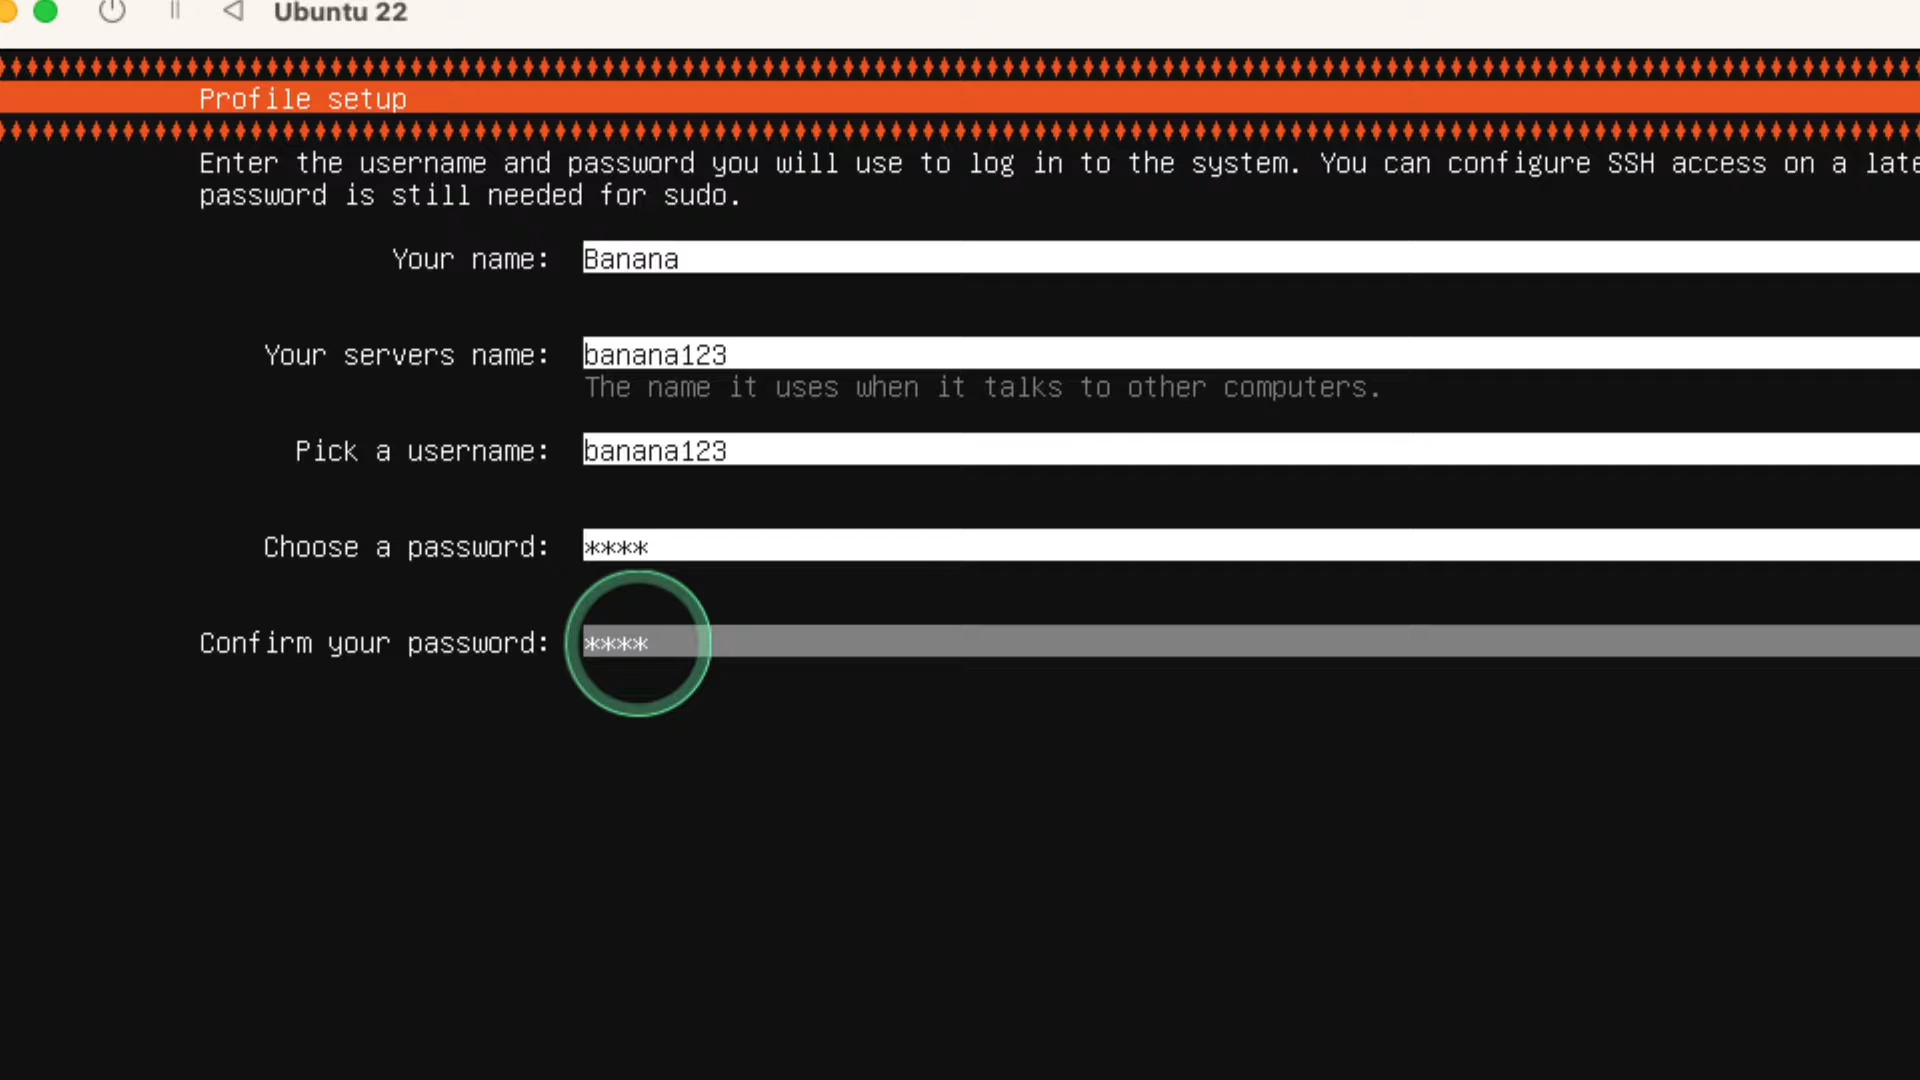 Ubuntu 22
Profile setup
Enter the username and password you will use to log in to the system. You can configure SSH access on a late
password is still needed for sudo.
Your name: Banana
Your servers name: banana123
The name it uses when it talks to other computers.
Pick a username: banana123
Choose a password: ****
Confirm your password: ****